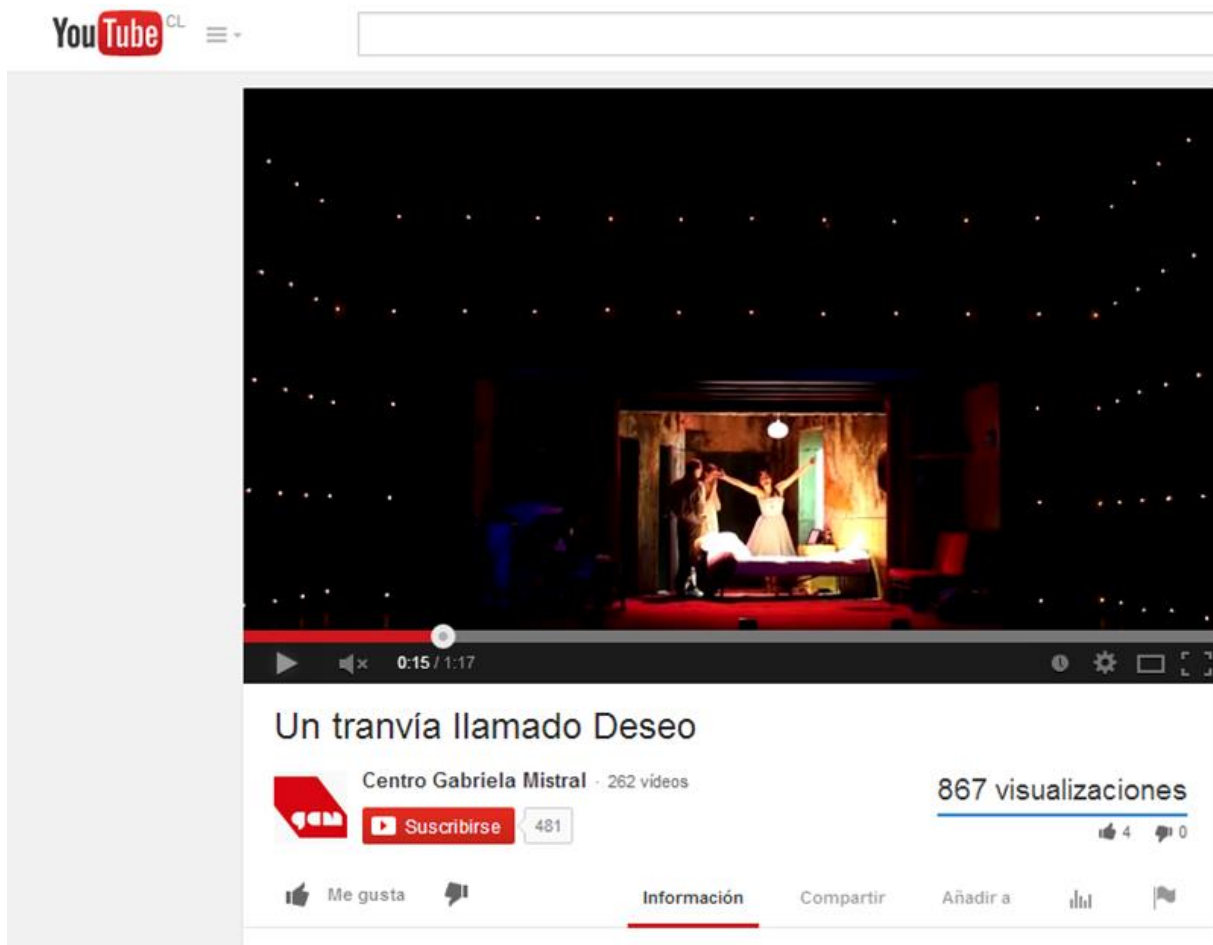 YouTube CL
0:15 / 1:17
Un tranvía llamado Deseo
Centro Gabriela Mistral · 262 vídeos
gam
Suscribirse 481
867 visualizaciones
4 0
Me gusta
Información Compartir Añadir a